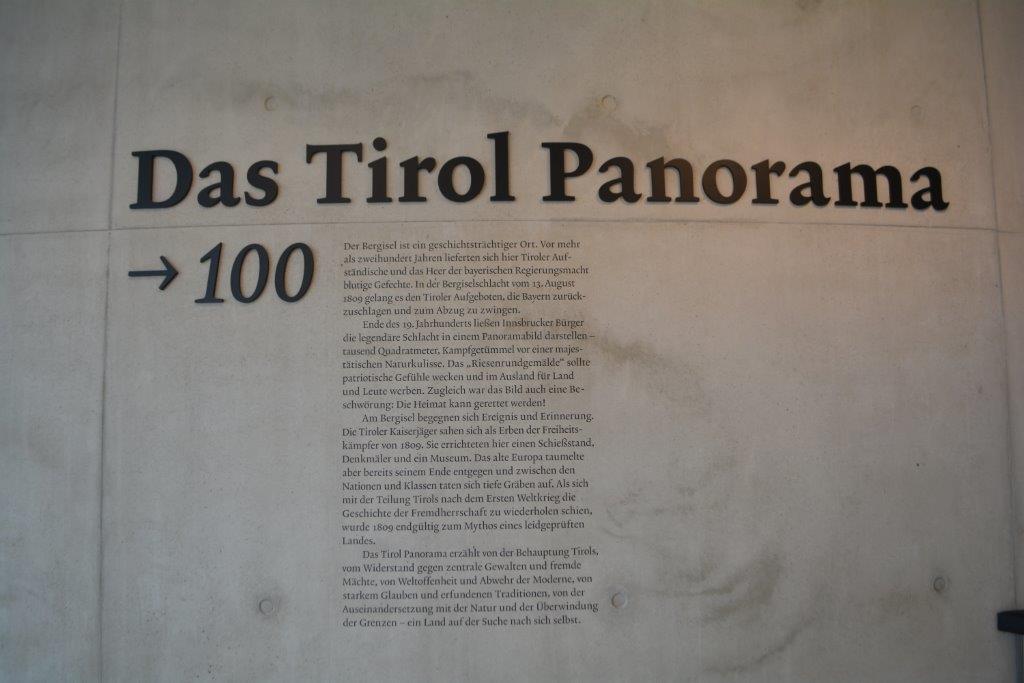 Das Tirol Panorama
→ 100
Der Bergisel ist ein geschichtsträchtiger Ort. Vor mehr
als zweihundert Jahren lieferten sich hier Tiroler Auf-
ständische und das Heer der bayerischen Regierungsmacht
blutige Gefechte. In der Bergiselschlacht vom 13. August
1809 gelang es den Tiroler Aufgeboten, die Bayern zurück-
zuschlagen und zum Abzug zu zwingen.
Ende des 19. Jahrhunderts ließen Innsbrucker Bürger
die legendäre Schlacht in einem Panoramabild darstellen –
tausend Quadratmeter, Kampfgetümmel vor einer majes-
tätischen Naturkulisse. Das „Riesenrundgemälde“ sollte
patriotische Gefühle wecken und im Ausland für Land
und Leute werben. Zugleich war das Bild auch eine Be-
schwörung: Die Heimat kann gerettet werden!
Am Bergisel begegnen sich Ereignis und Erinnerung.
Die Tiroler Kaiserjäger sahen sich als Erben der Freiheits-
kämpfer von 1809. Sie errichteten hier einen Schießstand,
Denkmäler und ein Museum. Das alte Europa taumelte
aber bereits seinem Ende entgegen und zwischen den
Nationen und Klassen taten sich tiefe Gräben auf. Als sich
mit der Teilung Tirols nach dem Ersten Weltkrieg die
Geschichte der Fremdherrschaft zu wiederholen schien,
wurde 1809 endgültig zum Mythos eines leidgeprüften
Landes.
Das Tirol Panorama erzählt von der Behauptung Tirols,
vom Widerstand gegen zentrale Gewalten und fremde
Mächte, von Weltoffenheit und Abwehr der Moderne, von
starkem Glauben und erfundenen Traditionen, von der
Auseinandersetzung mit der Natur und der Überwindung
der Grenzen – ein Land auf der Suche nach sich selbst.